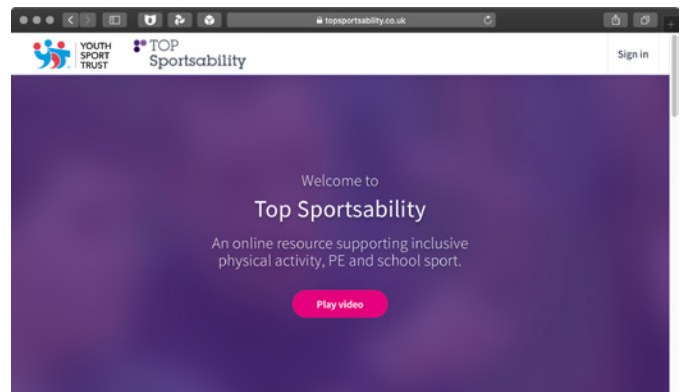 topsportsability.co.uk
YOUTH
SPORT
TRUST
TOP
Sportsability
Sign in
Welcome to
Top Sportsability
An online resource supporting inclusive
physical activity, PE and school sport.
Play video